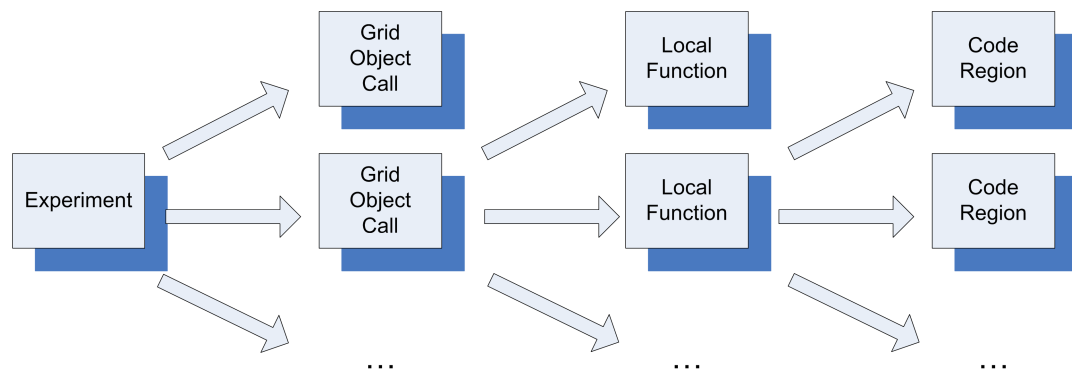 Grid
Object
Call
Local
Function
Code
Region
Experiment
Grid
Object
Call
Local
Function
Code
Region
...
...
...